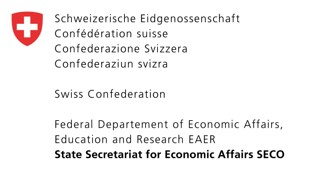 Schweizerische Eidgenossenschaft
Confédération suisse
Confederazione Svizzera
Confederaziun svizra
Swiss Confederation
Federal Departement of Economic Affairs,
Education and Research EAER
State Secretariat for Economic Affairs SECO